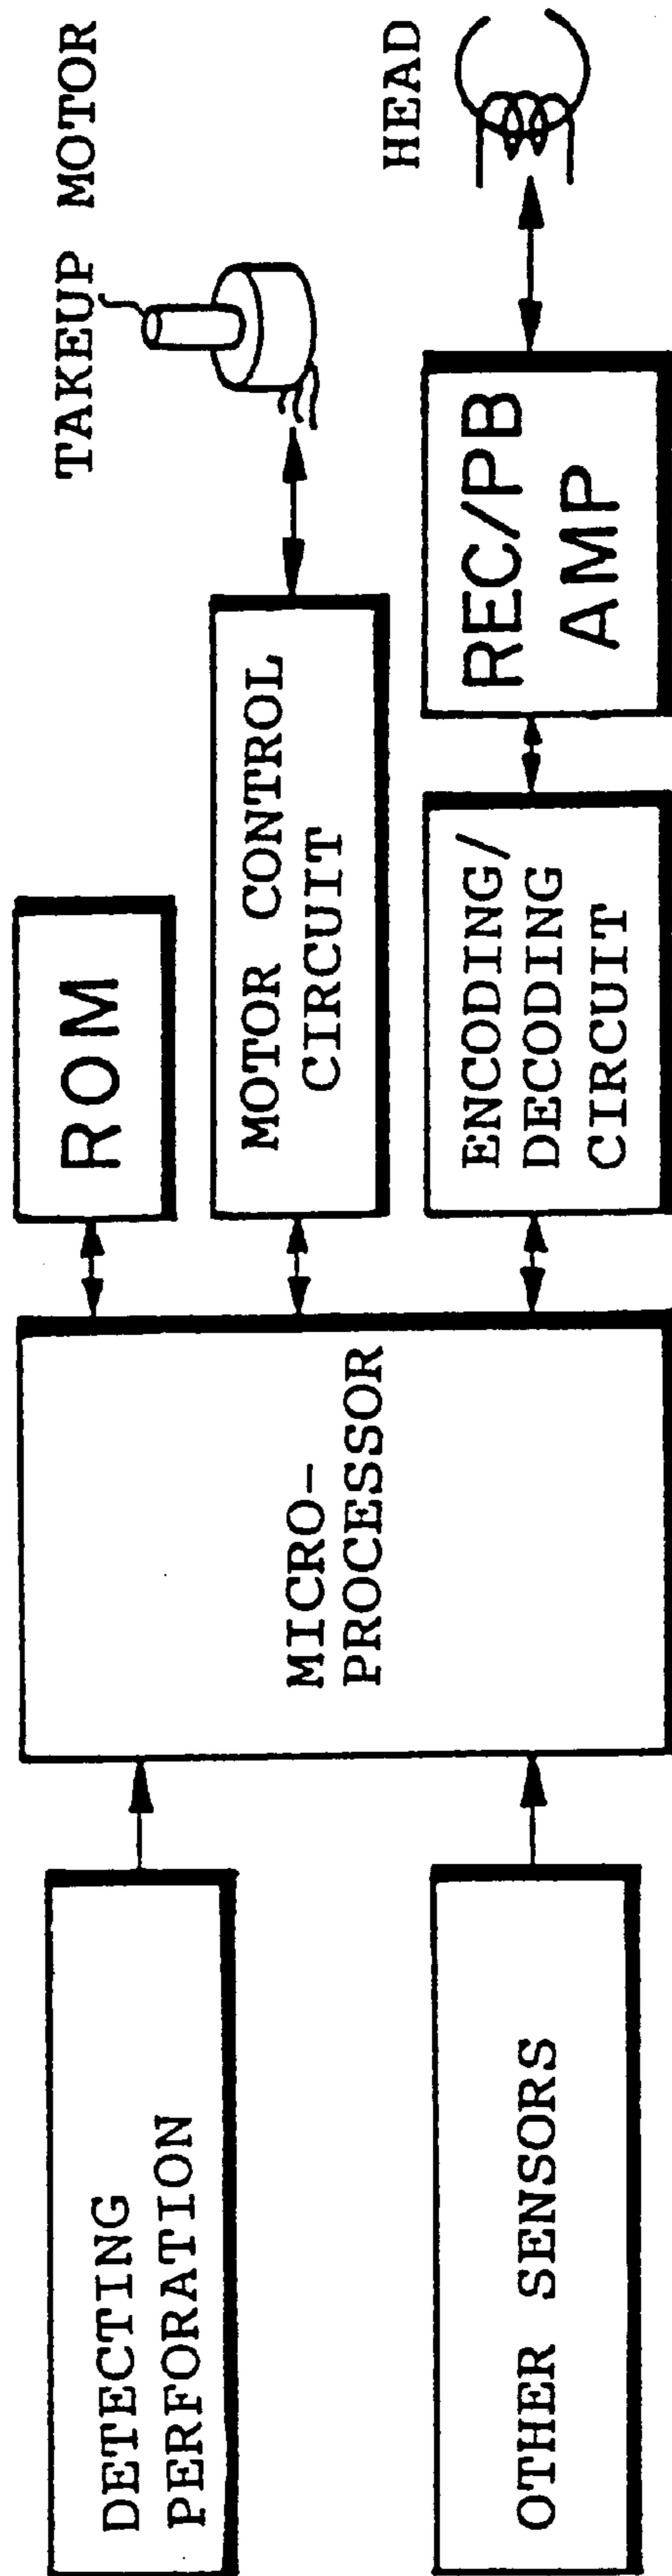 DETECTING
PERFORATION
OTHER SENSORS
MICRO-
PROCESSOR
ROM
MOTOR CONTROL
CIRCUIT
TAKEUP MOTOR
ENCODING/
DECODING
CIRCUIT
REC/PB
AMP
HEAD